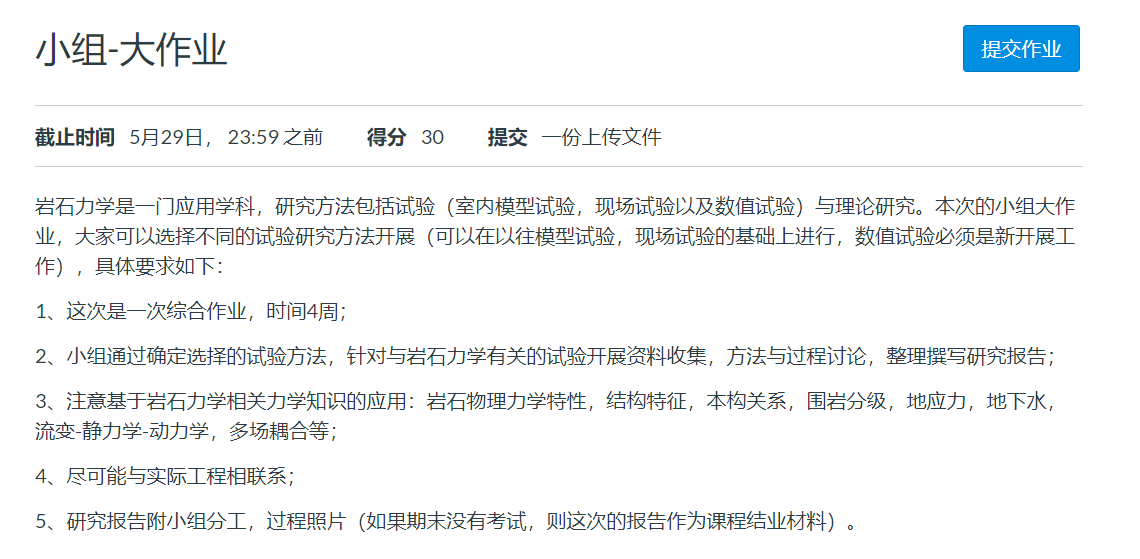 小组-大作业
提交作业
截止时间 5月29日， 23:59 之前 得分 30 提交 一份上传文件
岩石力学是一门应用学科，研究方法包括试验（室内模型试验，现场试验以及数值试验）与理论研究。本次的小组大作
业，大家可以选择不同的试验研究方法开展（可以在以往模型试验，现场试验的基础上进行，数值试验必须是新开展工
作），具体要求如下：
1、这次是一次综合作业，时间4周；
2、小组通过确定选择的试验方法，针对与岩石力学有关的试验开展资料收集，方法与过程讨论，整理撰写研究报告；
3、注意基于岩石力学相关力学知识的应用：岩石物理力学特性，结构特征，本构关系，围岩分级，地应力，地下水，
流变-静力学-动力学，多场耦合等；
4、尽可能与实际工程相联系；
5、研究报告附小组分工，过程照片（如果期末没有考试，则这次的报告作为课程结业材料）。